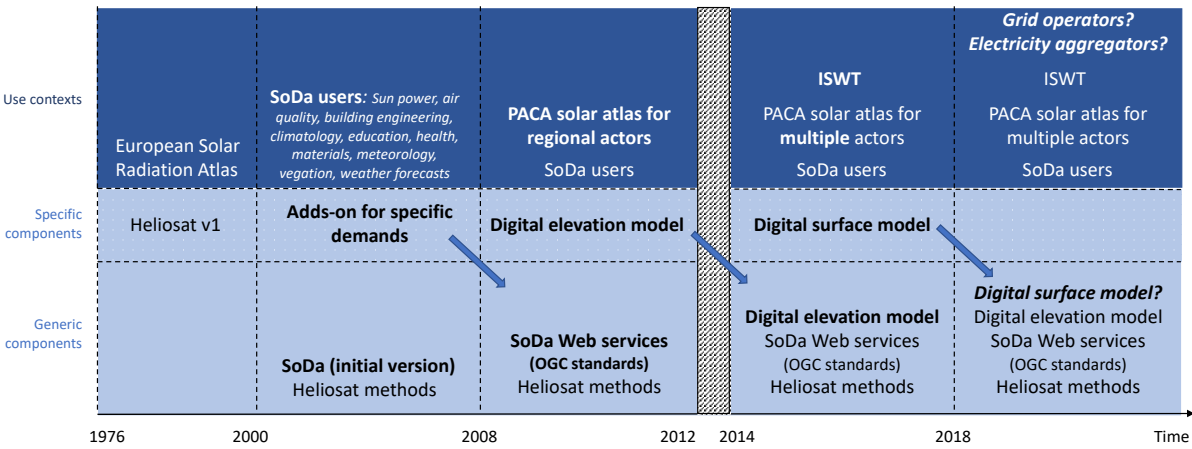 Use contexts
European Solar
Radiation Atlas
SoDa users: Sun power, air
quality, building engineering,
climatology, education, health,
materials, meteorology,
vegation, weather forecasts
PACA solar atlas for
regional actors
SoDa users
ISWT
PACA solar atlas for
multiple actors
SoDa users
Grid operators?
Electricity aggregators?
ISWT
PACA solar atlas for
multiple actors
SoDa users
Specific
components
Heliosat v1
Adds-on for specific
demands
Digital elevation model
Digital surface model
Generic
components
SoDa (initial version)
Heliosat methods
SoDa Web services
(OGC standards)
Heliosat methods
Digital elevation model
SoDa Web services
(OGC standards)
Heliosat methods
Digital surface model?
Digital elevation model
SoDa Web services
(OGC standards)
Heliosat methods
1976
2000
2008
2012
2014
2018
Time